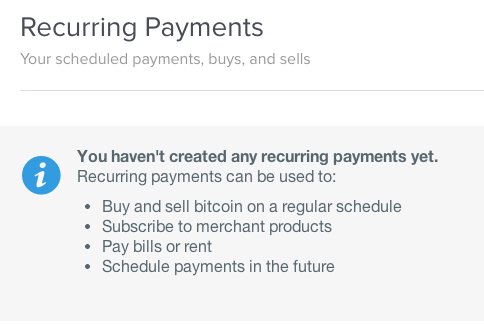 Recurring Payments
Your scheduled payments, buys, and sells
You haven't created any recurring payments yet.
Recurring payments can be used to:
• Buy and sell bitcoin on a regular schedule
• Subscribe to merchant products
• Pay bills or rent
• Schedule payments in the future